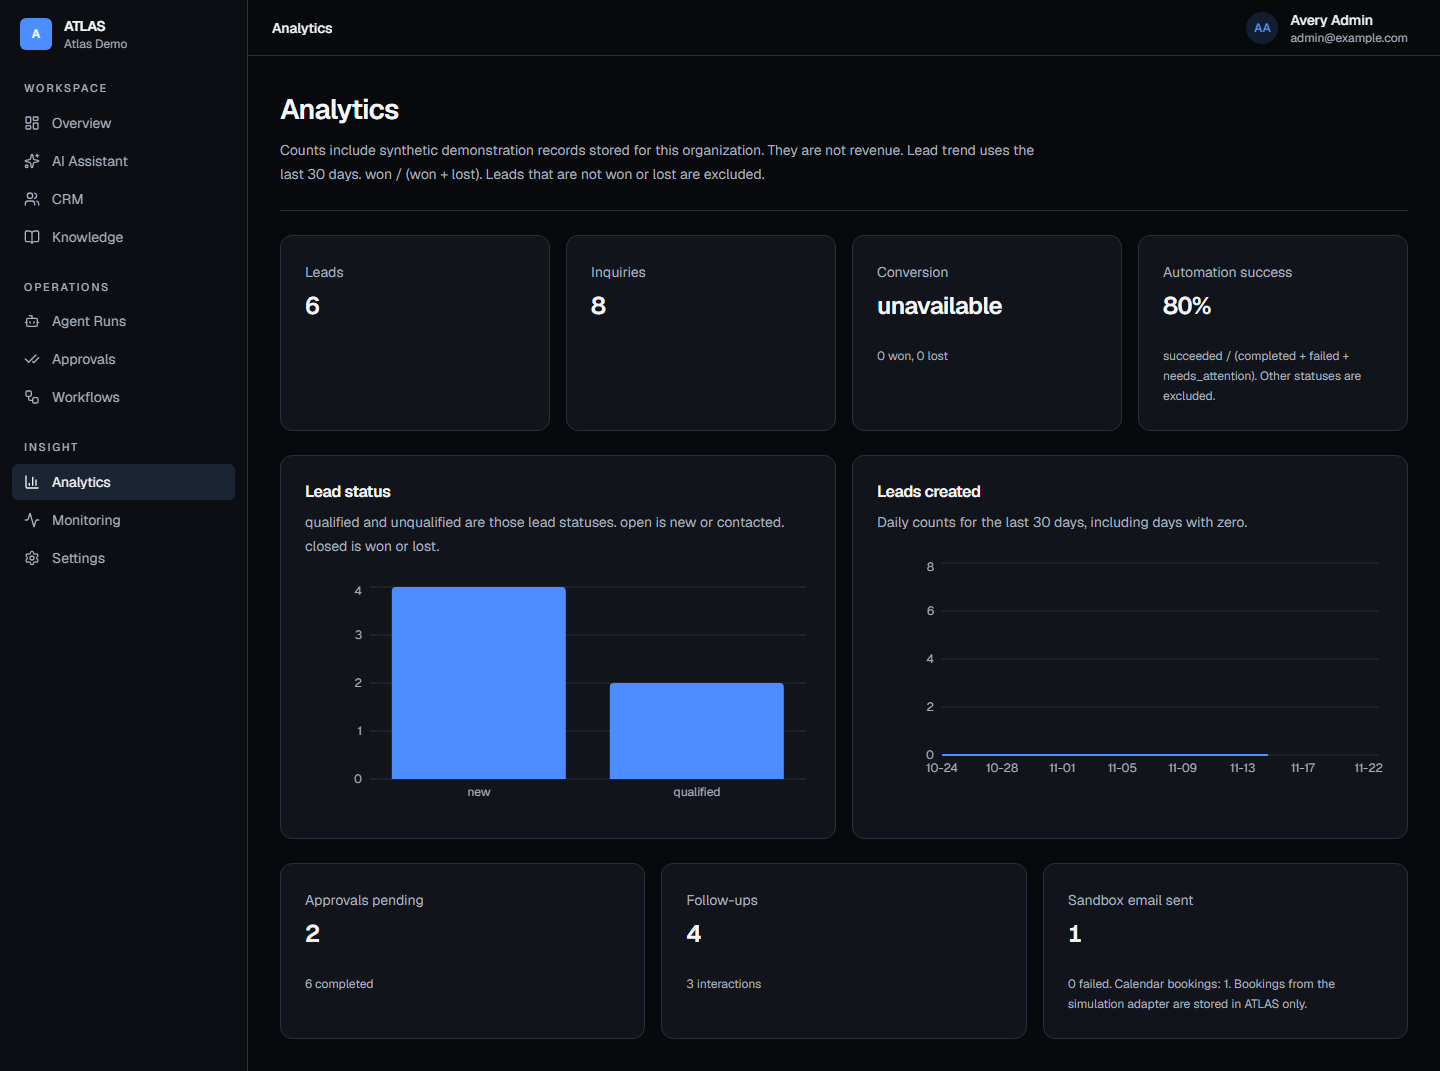 A
ATLAS
Atlas Demo
WORKSPACE
Overview
AI Assistant
CRM
Knowledge
OPERATIONS
Agent Runs
Approvals
Workflows
INSIGHT
Analytics
Monitoring
Settings
Analytics
AA
Avery Admin
admin@example.com
Analytics
Counts include synthetic demonstration records stored for this organization. They are not revenue. Lead trend uses the
last 30 days. won / (won + lost). Leads that are not won or lost are excluded.
Leads
6
Inquiries
8
Conversion
unavailable
0 won, 0 lost
Automation success
80%
succeeded / (completed + failed +
needs_attention). Other statuses are
excluded.
Lead status
qualified and unqualified are those lead statuses. open is new or contacted.
closed is won or lost.
4
3
2
1
0
new qualified
Leads created
Daily counts for the last 30 days, including days with zero.
8
6
4
2
0
10-24 10-28 11-01 11-05 11-09 11-13 11-17 11-22
Approvals pending
2
6 completed
Follow-ups
4
3 interactions
Sandbox email sent
1
0 failed. Calendar bookings: 1. Bookings from the
simulation adapter are stored in ATLAS only.